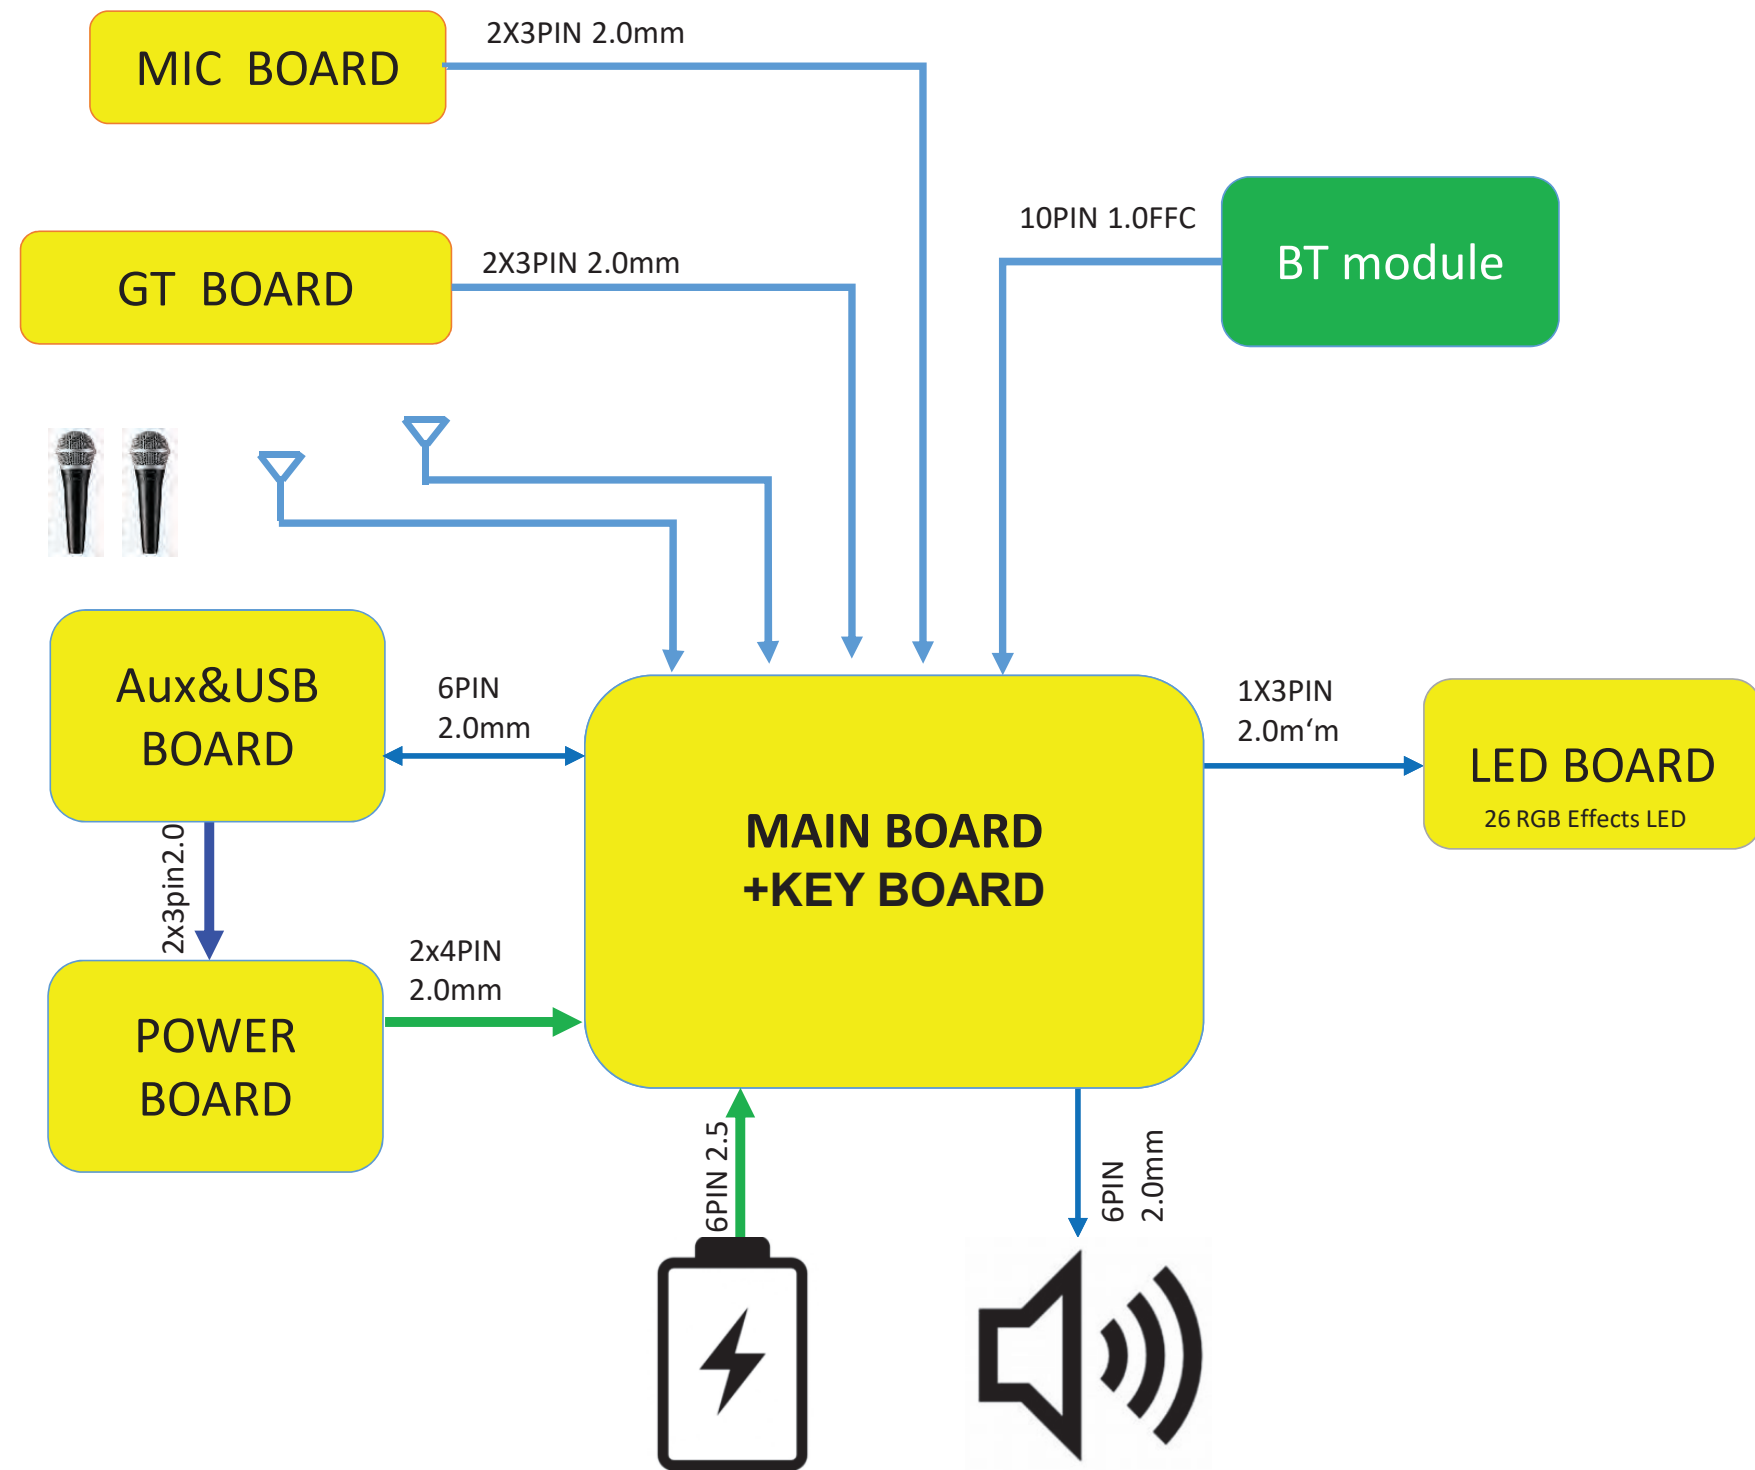 2X3PIN 2.0mm
MIC  BOARD
10PIN 1.0FFC
BT module
2X3PIN 2.0mm
GT  BOARD
Aux&USB
BOARD
6PIN
2.0mm
1X3PIN
2.0m‘m
LED BOARD
26 RGB Effects LED
MAIN BOARD
+KEY BOARD
2x3pin2.0
2x4PIN
2.0mm
POWER
BOARD
6PIN 2.5
6PIN
2.0mm